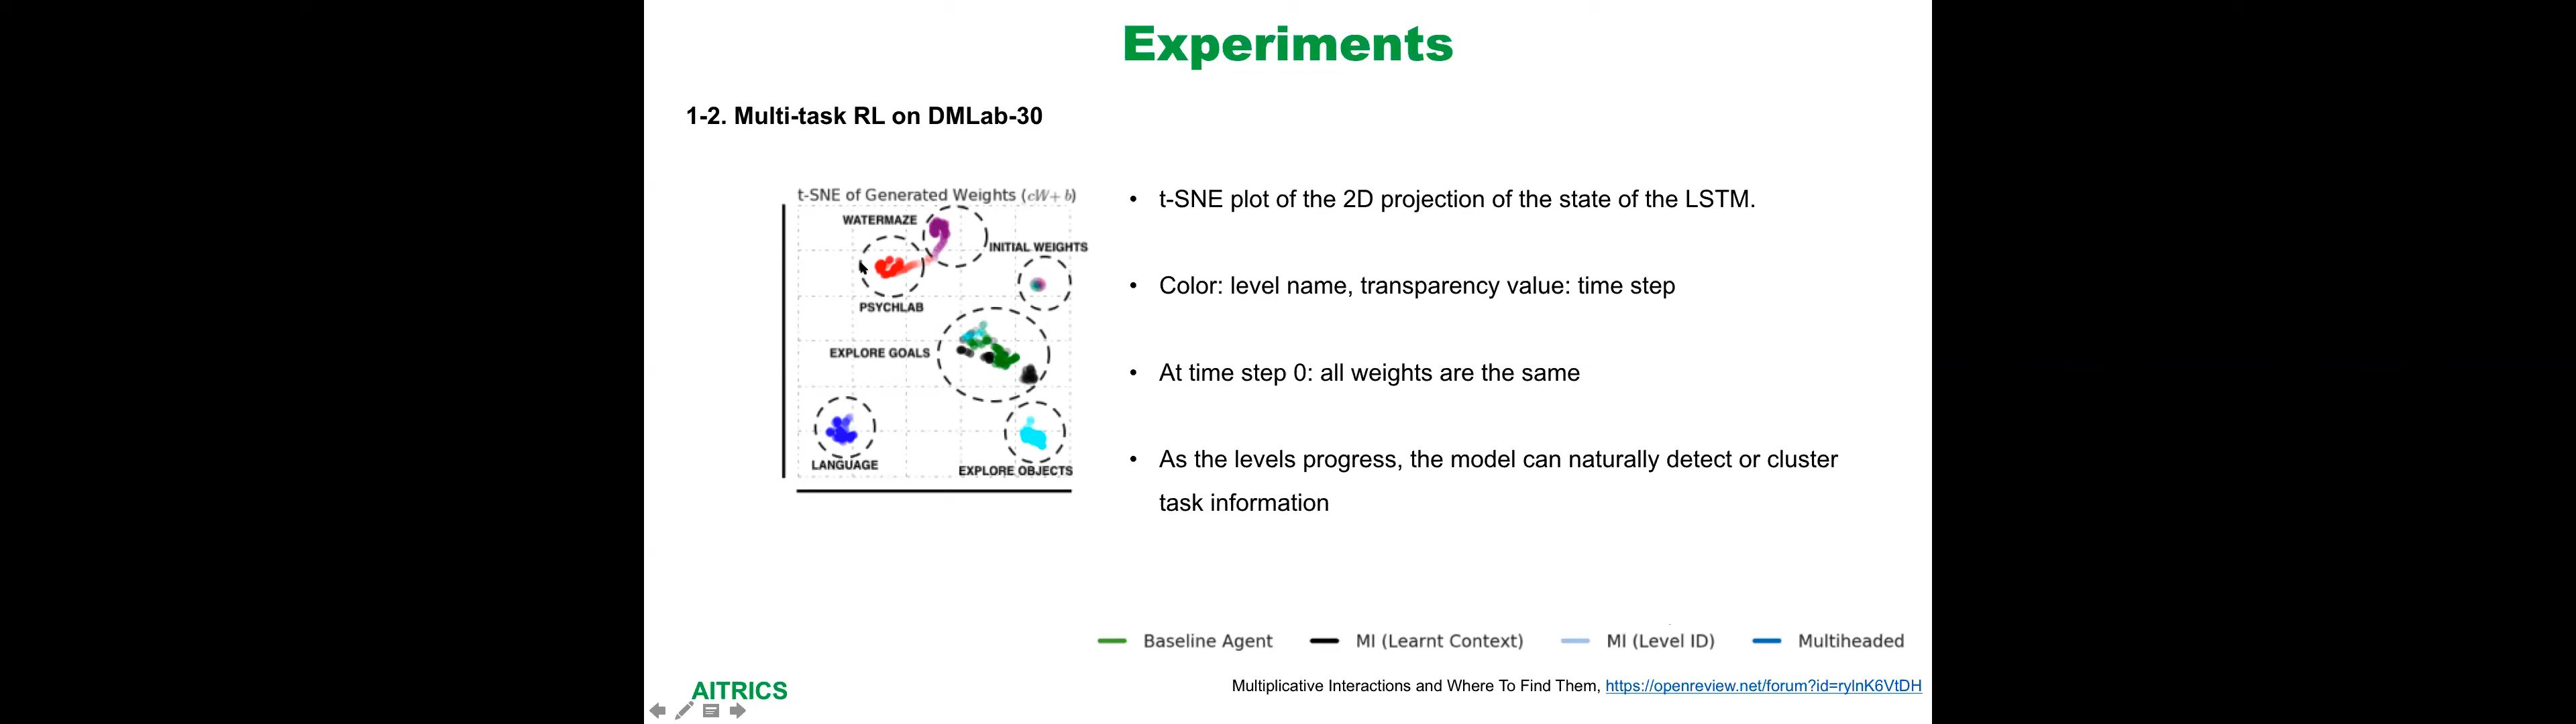 Experiments
1-2. Multi-task RL on DMLab-30
t-SNE of Generated Weights (cW + b)
WATERMAZE
INITIAL WEIGHTS
PSYCHLAB
EXPLORE GOALS
LANGUAGE
EXPLORE OBJECTS
• t-SNE plot of the 2D projection of the state of the LSTM.
• Color: level name, transparency value: time step
• At time step 0: all weights are the same
• As the levels progress, the model can naturally detect or cluster
task information
Baseline Agent MI (Learnt Context) MI (Level ID) Multiheaded
Multiplicative Interactions and Where To Find Them, https://openreview.net/forum?id=rylnK6VtDH
AITRICS